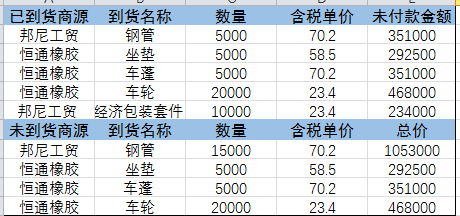 已到货商源 到货名称 数量 含税单价 未付款金额
邦尼工贸 钢管 5000 70.2 351000
恒通橡胶 坐垫 5000 58.5 292500
恒通橡胶 车蓬 5000 70.2 351000
恒通橡胶 车轮 20000 23.4 468000
邦尼工贸 经济包装套件 10000 23.4 234000
未到货商源 到货名称 数量 含税单价 总价
邦尼工贸 钢管 15000 70.2 1053000
恒通橡胶 坐垫 5000 58.5 292500
恒通橡胶 车蓬 5000 70.2 351000
恒通橡胶 车轮 20000 23.4 468000